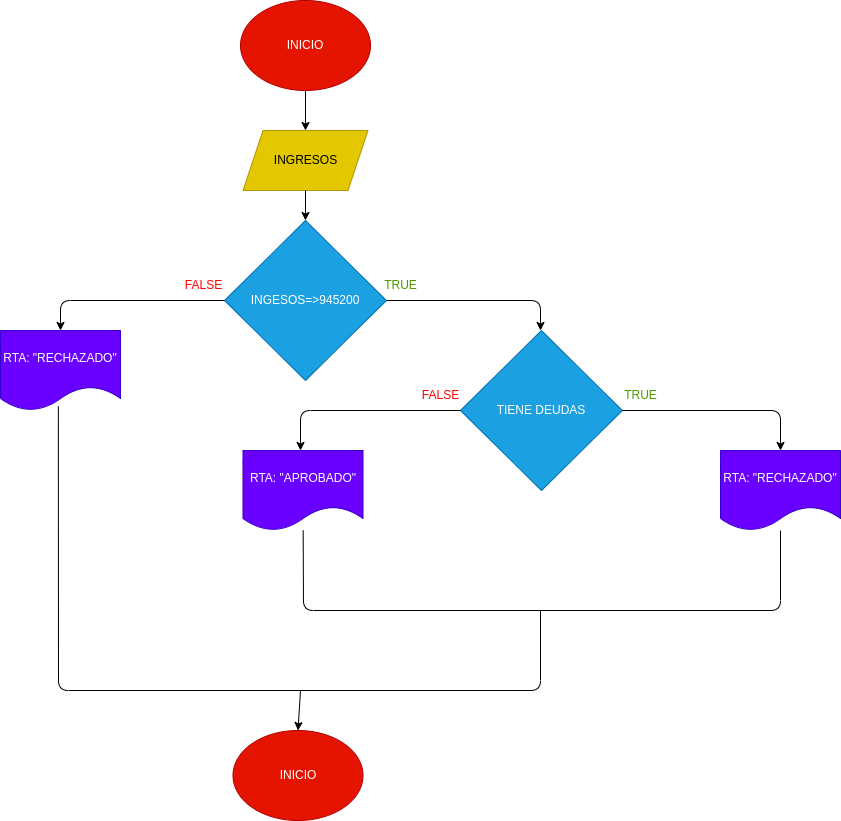 INICIO
INGRESOS
FALSE
TRUE
INGESOS=>945200
RTA: "RECHAZADO"
FALSE
TRUE
TIENE DEUDAS
RTA: "APROBADO"
RTA: "RECHAZADO"
INICIO